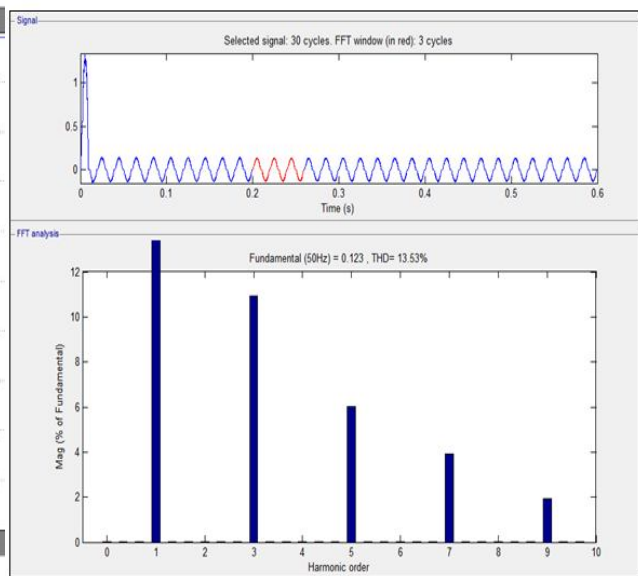 Signal
Selected signal: 30 cycles. FFT window (in red): 3 cycles
1
0.5
0
0 0.1 0.2 0.3 0.4 0.5 0.6
Time (s)
FFT analysis
Fundamental (50Hz) = 0.123 , THD= 13.53%
12
10
8
6
4
2
0
Mag (% of Fundamental)
0 1 2 3 4 5 6 7 8 9 10
Harmonic order